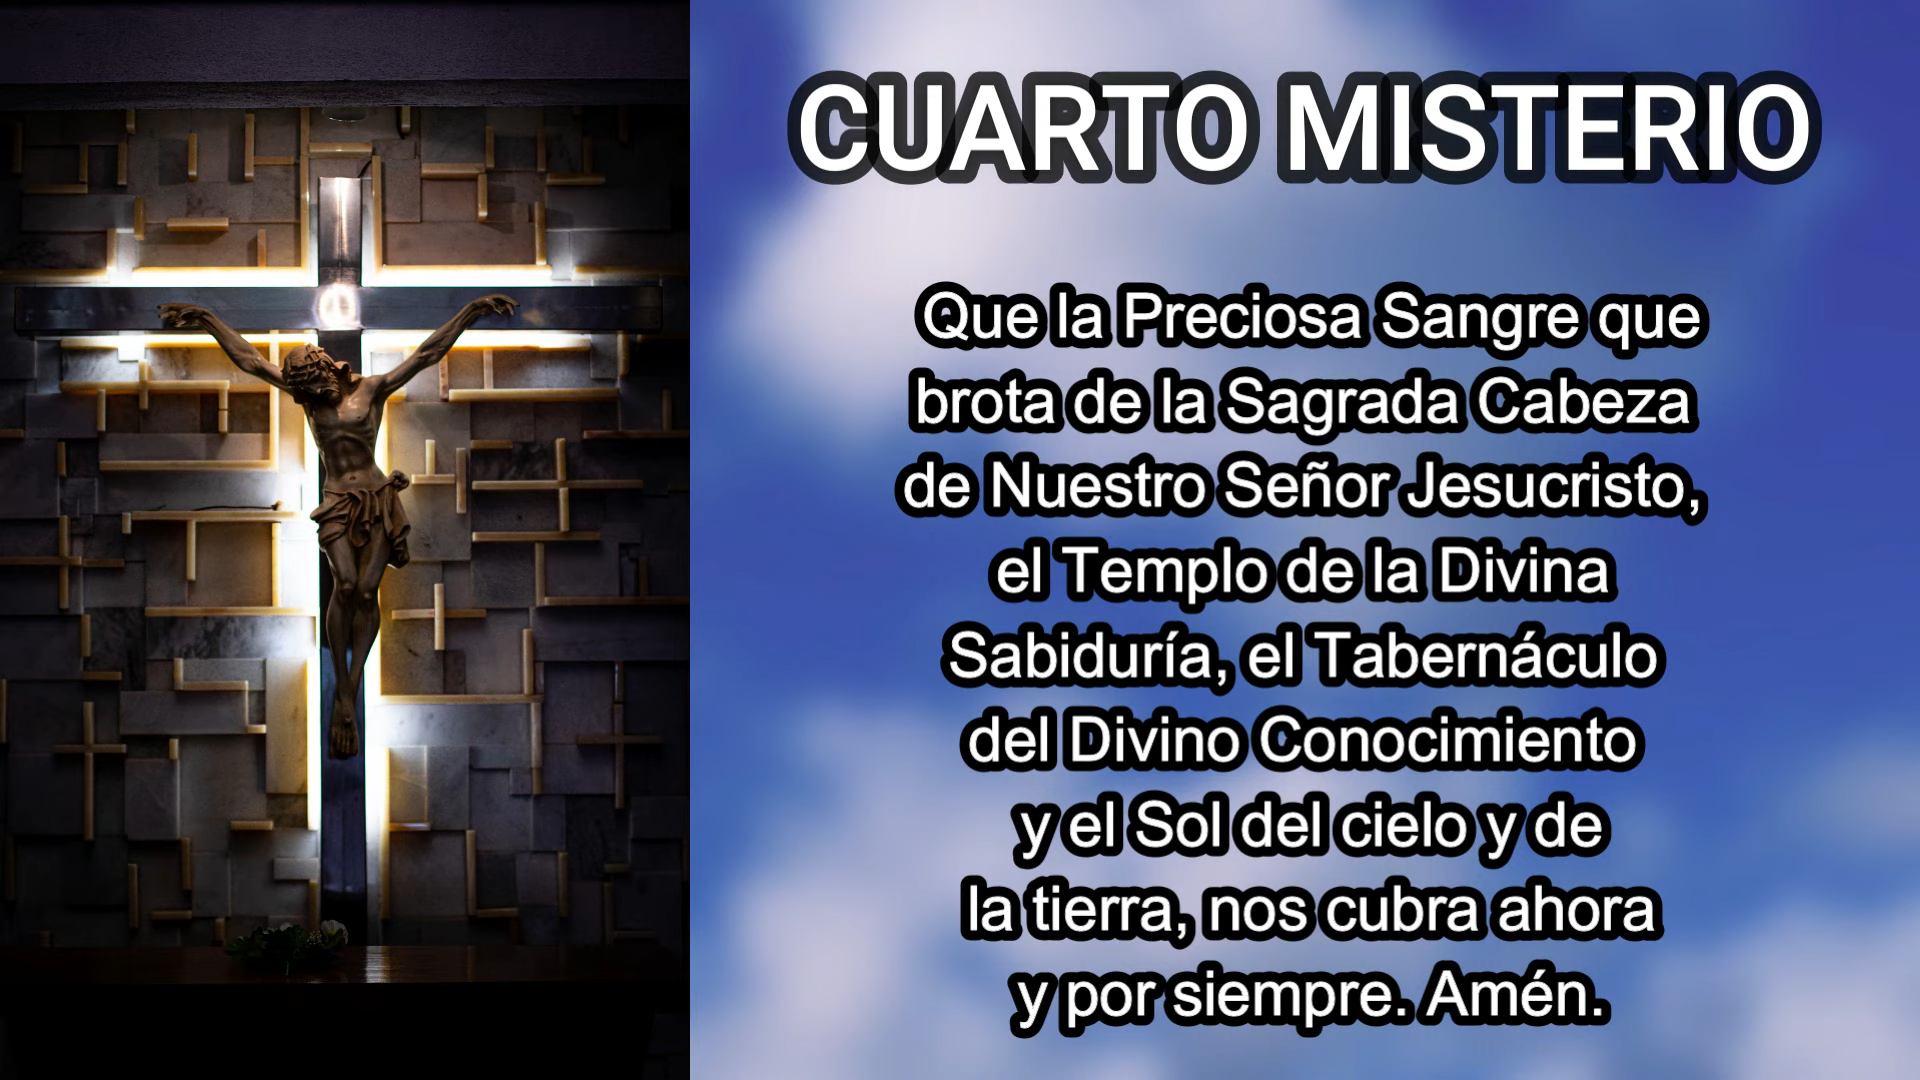 CUARTO MISTERIO
Que la Preciosa Sangre que
brota de la Sagrada Cabeza
de Nuestro Señor Jesucristo,
el Templo de la Divina
Sabiduría, el Tabernáculo
del Divino Conocimiento
y el Sol del cielo y de
la tierra, nos cubra ahora
y por siempre. Amén.